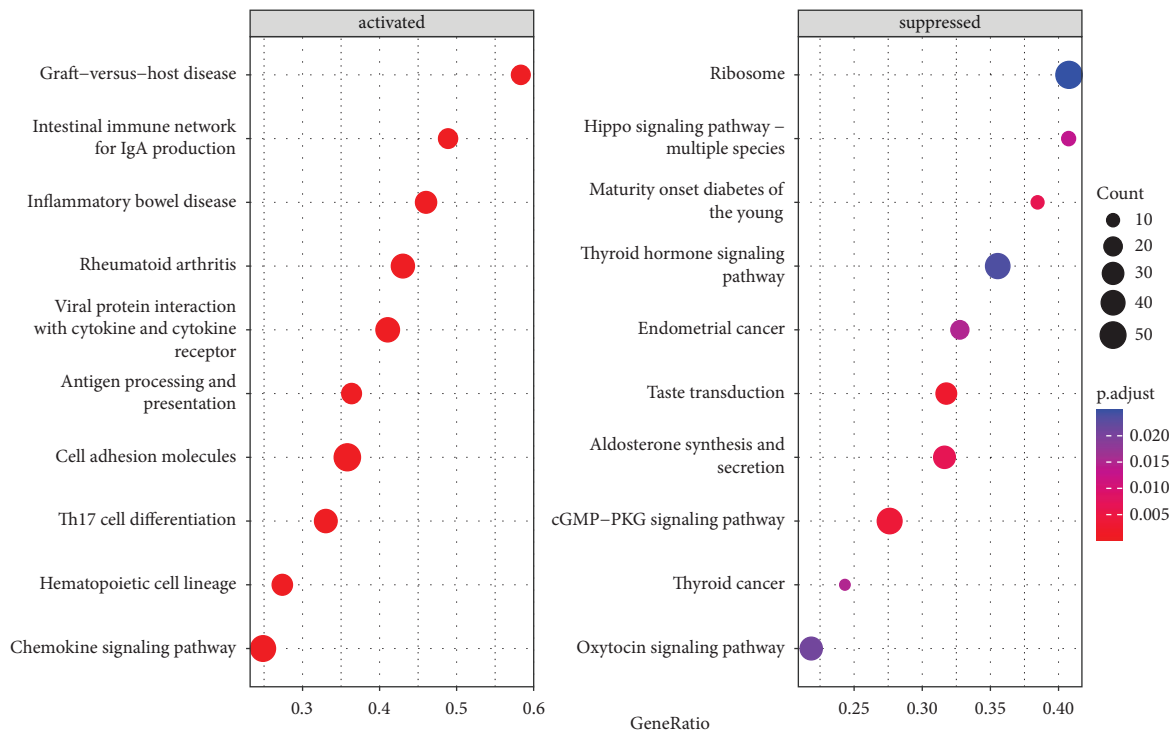 activated
Graft−versus−host disease
Intestinal immune network
for IgA production
Inflammatory bowel disease
Rheumatoid arthritis
Viral protein interaction
with cytokine and cytokine
receptor
Antigen processing and
presentation
Cell adhesion molecules
Th17 cell differentiation
Hematopoietic cell lineage
Chemokine signaling pathway
0.3 0.4 0.5 0.6
suppressed
Ribosome
Hippo signaling pathway −
multiple species
Maturity onset diabetes of
the young
Thyroid hormone signaling
pathway
Endometrial cancer
Taste transduction
Aldosterone synthesis and
secretion
cGMP−PKG signaling pathway
Thyroid cancer
Oxytocin signaling pathway
0.25 0.30 0.35 0.40
GeneRatio
Count
10
20
30
40
50
p.adjust
0.020
0.015
0.010
0.005